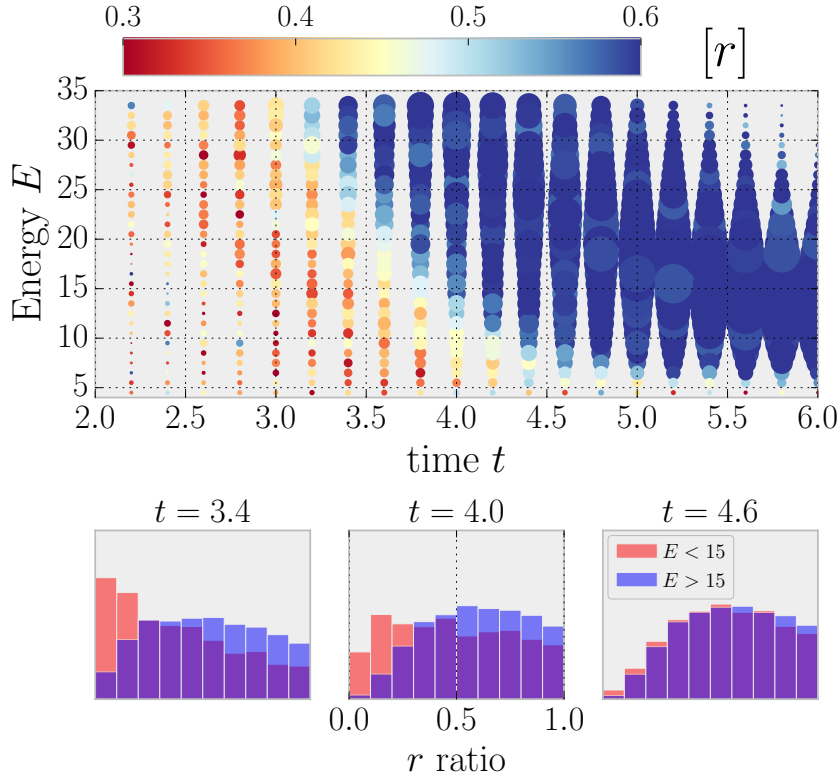 0.3 0.4 0.5 0.6
[r]
35
30
25
20
15
10
5
Energy E
2.0 2.5 3.0 3.5 4.0 4.5 5.0 5.5 6.0
time t
t = 3.4 t = 4.0 t = 4.6
E < 15
E > 15
0.0 0.5 1.0
r ratio